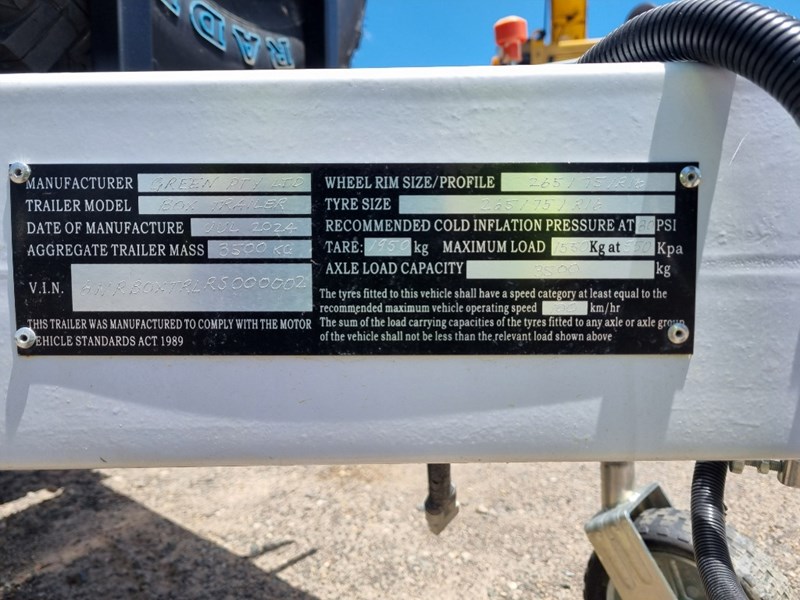 RAD
MANUFACTURER GREEN PTY LTD
TRAILER MODEL BOX TRAILER
DATE OF MANUFACTURE JUL 2024
AGGREGATE TRAILER MASS 3500 KG
V.I.N.
THIS TRAILER WAS MANUFACTURED TO COMPLY WITH THE MOTOR
VEHICLE STANDARDS ACT 1989
WHEEL RIM SIZE/PROFILE 265/75/R16
TYRE SIZE 265/75/R16
RECOMMENDED COLD INFLATION PRESSURE AT PSI
TARE: 1950 kg MAXIMUM LOAD 1550 Kg at Kpa
AXLE LOAD CAPACITY 3500 kg
The tyres fitted to this vehicle shall have a speed category at least equal to the
recommended maximum vehicle operating speed km/hr
The sum of the load carrying capacities of the tyres fitted to any axle or axle group
of the vehicle shall not be less than the relevant load shown above